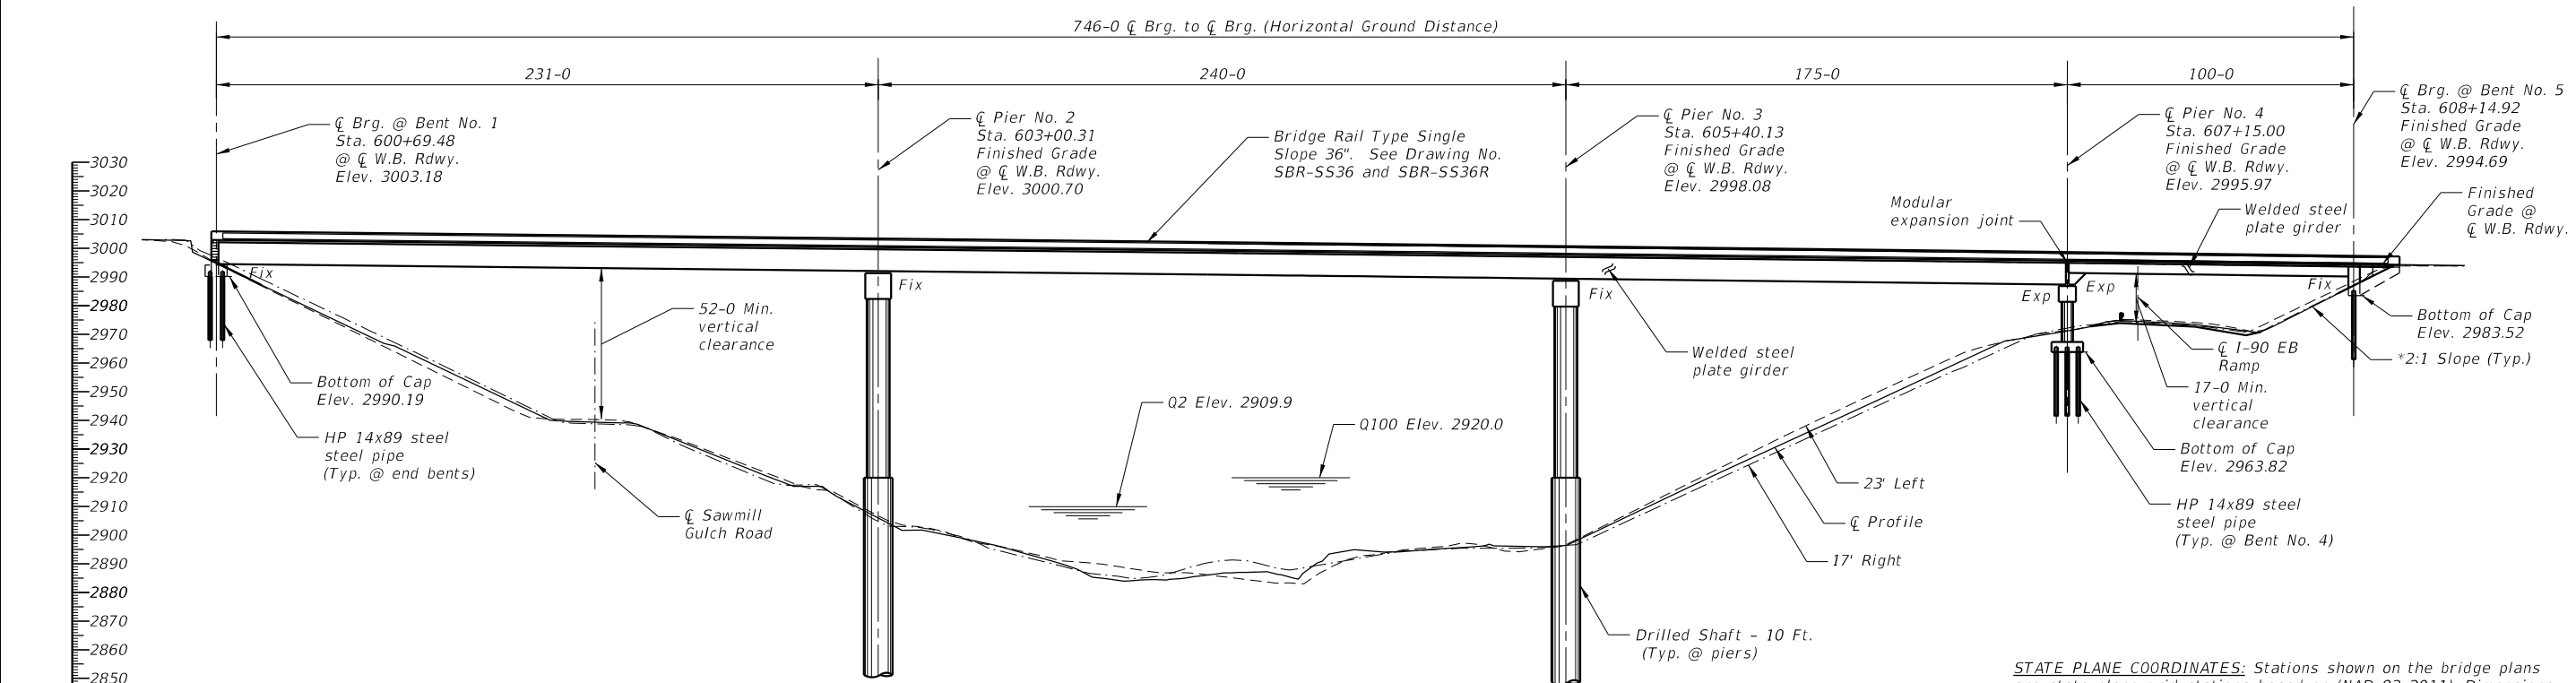 746-0 ℄ Brg. to ℄ Brg. (Horizontal Ground Distance)
231-0
240-0
175-0
100-0
℄ Brg. @ Bent No. 1
Sta. 600+69.48
@ ℄ W.B. Rdwy.
Elev. 3003.18
℄ Pier No. 2
Sta. 603+00.31
Finished Grade
@ ℄ W.B. Rdwy.
Elev. 3000.70
Bridge Rail Type Single
Slope 36". See Drawing No.
SBR-SS36 and SBR-SS36R
℄ Pier No. 3
Sta. 605+40.13
Finished Grade
@ ℄ W.B. Rdwy.
Elev. 2998.08
℄ Pier No. 4
Sta. 607+15.00
Finished Grade
@ ℄ W.B. Rdwy.
Elev. 2995.97
℄ Brg. @ Bent No. 5
Sta. 608+14.92
Finished Grade
@ ℄ W.B. Rdwy.
Elev. 2994.69
Modular
expansion joint
Welded steel
plate girder
Finished
Grade @
℄ W.B. Rdwy.
3030
3020
3010
3000
2990
2980
2970
2960
2950
2940
2930
2920
2910
2900
2890
2880
2870
2860
2850
Fix
Fix
Fix
Exp
Exp
Fix
52-0 Min.
vertical
clearance
Welded steel
plate girder
Bottom of Cap
Elev. 2983.52
℄ I-90 EB
Ramp
*2:1 Slope (Typ.)
17-0 Min.
vertical
clearance
Bottom of Cap
Elev. 2990.19
HP 14x89 steel
steel pipe
(Typ. @ end bents)
Q2 Elev. 2909.9
Q100 Elev. 2920.0
Bottom of Cap
Elev. 2963.82
23' Left
℄ Profile
17' Right
HP 14x89 steel
steel pipe
(Typ. @ Bent No. 4)
℄ Sawmill
Gulch Road
Drilled Shaft - 10 Ft.
(Typ. @ piers)
STATE PLANE COORDINATES: Stations shown on the bridge plans